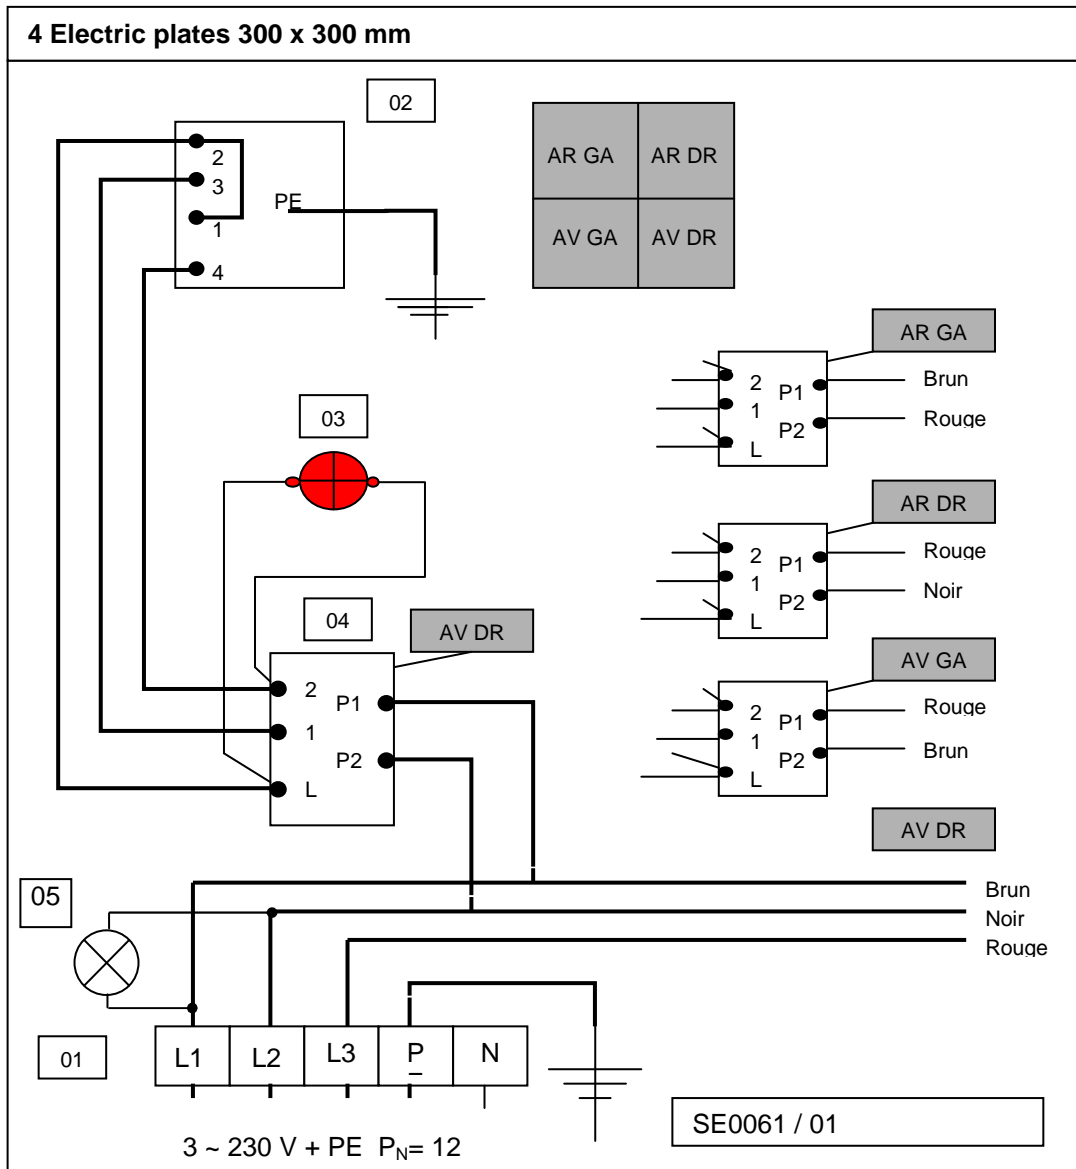 4 Electric plates 300 x 300 mm
02
2
3
1
4
PE
AR GA
AR DR
AV GA
AV DR
03
04
AV DR
2
1
L
P1
P2
AR GA
2
1
L
P1
P2
Brun
Rouge
AR DR
2
1
L
P1
P2
Rouge
Noir
AV GA
2
1
L
P1
P2
Rouge
Brun
AV DR
Brun
Noir
Rouge
05
01
L1
L2
L3
P
N
3 ~ 230 V + PE PN= 12
SE0061 / 01